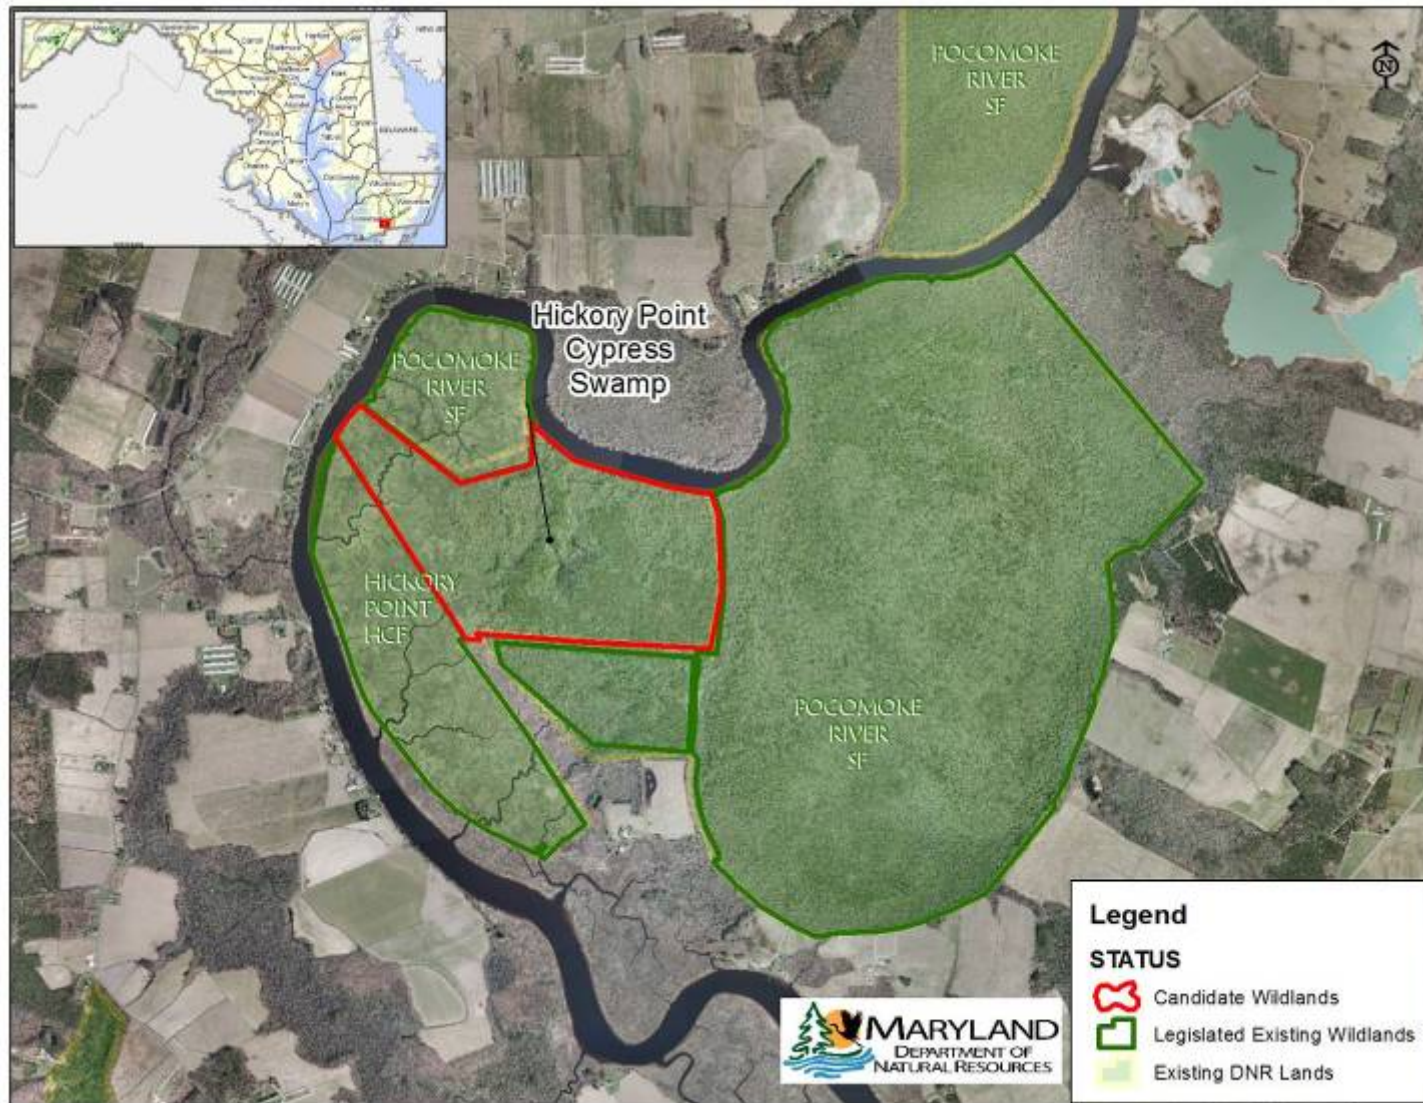 POCOMOKE
RIVER
SF
N
Hickory Point
Cypress
Swamp
POCOMOKE
RIVER
SF
HICKORY
POINT
HCF
POCOMOKE
RIVER
SF
Legend
STATUS
Candidate Wildlands
Legislated Existing Wildlands
Existing DNR Lands
MARYLAND
DEPARTMENT OF
NATURAL RESOURCES